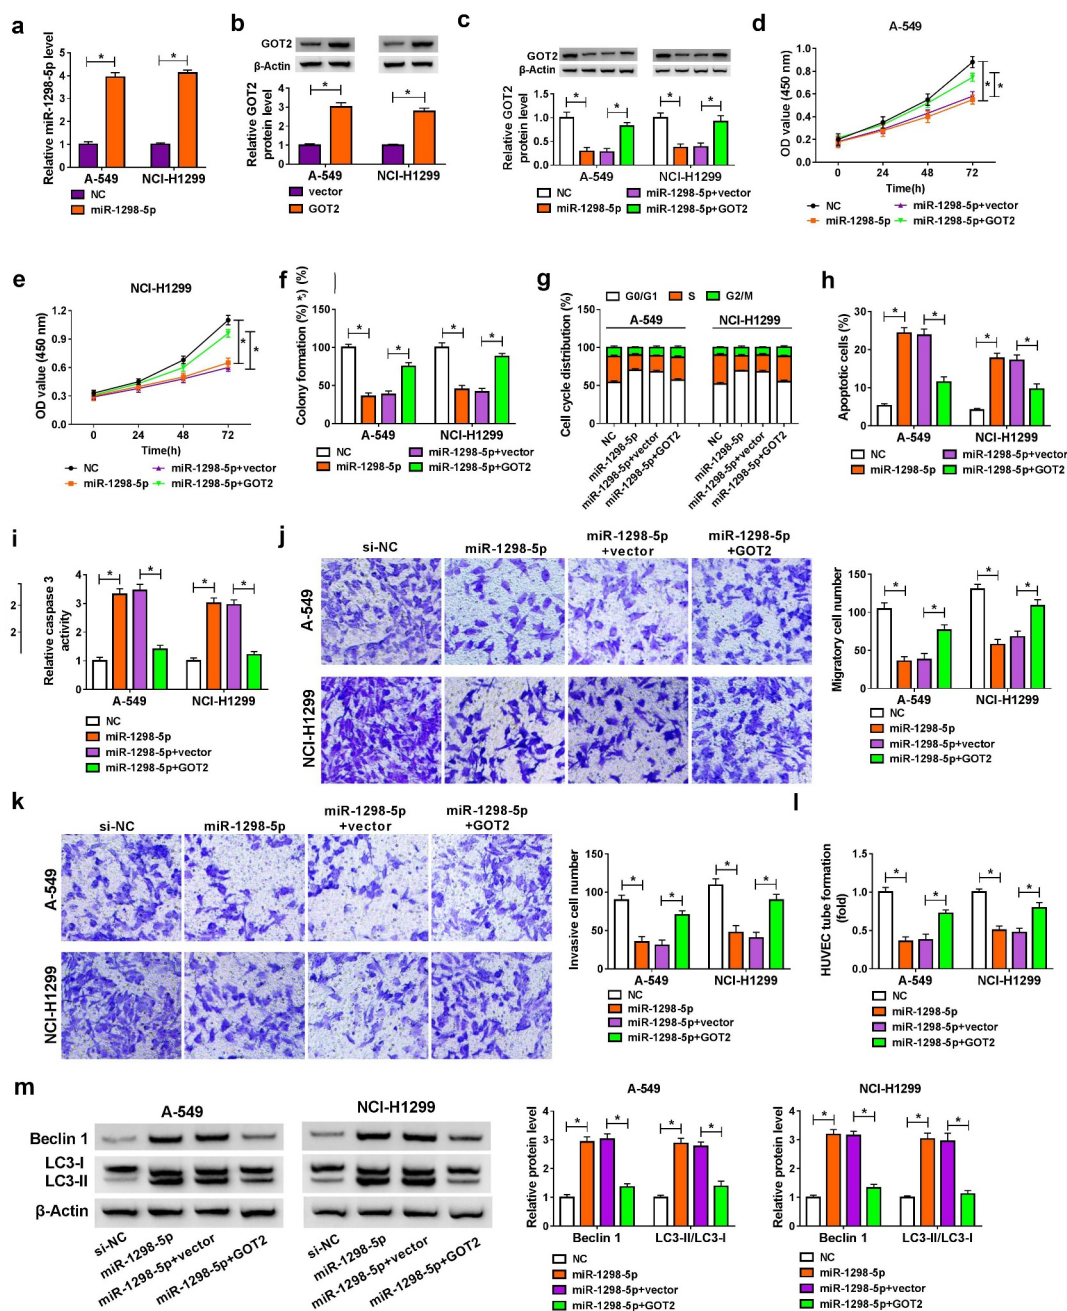 a
Relative miR-1298-5p level
5
4
3
2
1
0
*
*
A-549
NCI-H1299
NC
miR-1298-5p
b
GOT2
β-Actin
Relative GOT2
protein level
4
3
2
1
0
*
*
A-549
NCI-H1299
vector
GOT2
c
GOT2
β-Actin
Relative GOT2
protein level
1.5
1.0
0.5
0.0
*
*
*
*
A-549
NCI-H1299
NC
miR-1298-5p
miR-1298-5p+vector
miR-1298-5p+GOT2
d
A-549
OD value (450 nm)
1.0
0.8
0.6
0.4
0.2
0.0
*
*
0
24
48
72
Time(h)
NC
miR-1298-5p
miR-1298-5p+vector
miR-1298-5p+GOT2
e
NCI-H1299
OD value (450 nm)
1.2
0.9
0.6
0.3
0.0
*
*
0
24
48
72
Time(h)
NC
miR-1298-5p
miR-1298-5p+vector
miR-1298-5p+GOT2
f
Colony formation (%)
(%)
150
100
50
0
*
*
*
*
A-549
NCI-H1299
NC
miR-1298-5p
miR-1298-5p+vector
miR-1298-5p+GOT2
g
G0/G1
S
G2/M
Cell cycle distribution (%)
150
100
50
0
A-549
NCI-H1299
NC
miR-1298-5p
miR-1298-5p+vector
miR-1298-5p+GOT2
NC
miR-1298-5p
miR-1298-5p+vector
miR-1298-5p+GOT2
h
Apoptotic cells (%)
30
20
10
0
*
*
*
*
A-549
NCI-H1299
NC
miR-1298-5p
miR-1298-5p+vector
miR-1298-5p+GOT2
i
2
2
Relative caspase 3
activity
4
3
2
1
0
*
*
*
*
A-549
NCI-H1299
NC
miR-1298-5p
miR-1298-5p+vector
miR-1298-5p+GOT2
j
si-NC
miR-1298-5p
miR-1298-5p
+vector
miR-1298-5p
+GOT2
A-549
NCI-H1299
Migratory cell number
150
100
50
0
*
*
*
*
A-549
NCI-H1299
NC
miR-1298-5p
miR-1298-5p+vector
miR-1298-5p+GOT2
k
si-NC
miR-1298-5p
miR-1298-5p
+vector
miR-1298-5p
+GOT2
A-549
NCI-H1299
Invasive cell number
150
100
50
0
*
*
*
*
A-549
NCI-H1299
NC
miR-1298-5p
miR-1298-5p+vector
miR-1298-5p+GOT2
l
HUVEC tube formation
(fold)
1.5
1.0
0.5
0.0
*
*
*
*
A-549
NCI-H1299
NC
miR-1298-5p
miR-1298-5p+vector
miR-1298-5p+GOT2
m
A-549
NCI-H1299
Beclin 1
LC3-I
LC3-II
β-Actin
si-NC
miR-1298-5p
miR-1298-5p+vector
miR-1298-5p+GOT2
si-NC
miR-1298-5p
miR-1298-5p+vector
miR-1298-5p+GOT2
A-549
Relative protein level
4
3
2
1
0
*
*
*
*
Beclin 1
LC3-II/LC3-I
NC
miR-1298-5p
miR-1298-5p+vector
miR-1298-5p+GOT2
NCI-H1299
Relative protein level
4
3
2
1
0
*
*
*
*
Beclin 1
LC3-II/LC3-I
NC
miR-1298-5p
miR-1298-5p+vector
miR-1298-5p+GOT2